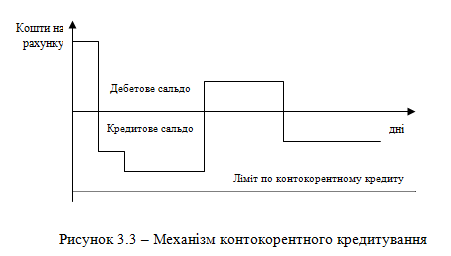 Кошти на
рахунку
Дебетове сальдо
Кредитове сальдо
дні
Ліміт по контокорентному кредиту
Рисунок 3.3 – Механізм контокорентного кредитування